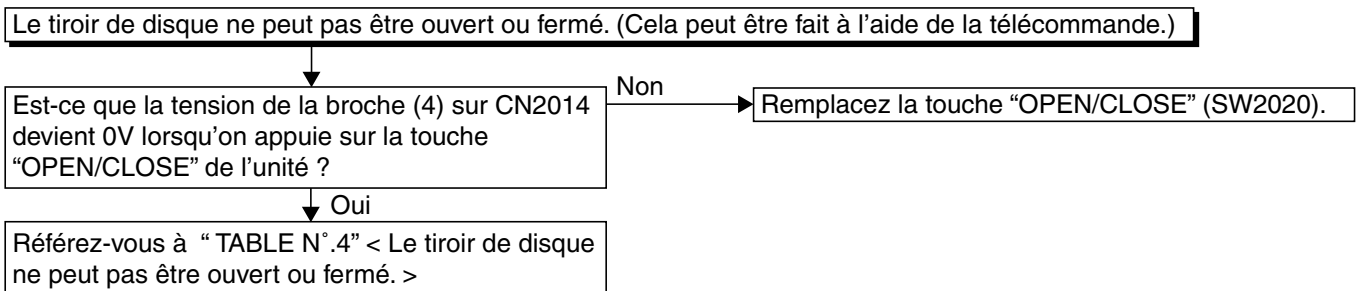 Le tiroir de disque ne peut pas être ouvert ou fermé. (Cela peut être fait à l'aide de la télécommande.)
Est-ce que la tension de la broche (4) sur CN2014
devient 0V lorsqu'on appuie sur la touche
“OPEN/CLOSE” de l'unité ?
Non
Remplacez la touche “OPEN/CLOSE” (SW2020).
Oui
Référez-vous à “ TABLE N˚.4” < Le tiroir de disque
ne peut pas être ouvert ou fermé. >